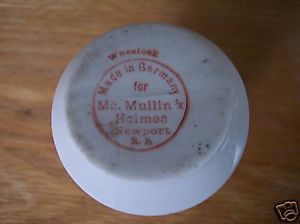 Wheelock
Made in Germany
for
Mc. Mullin &
Holmes
Newport
R. I.